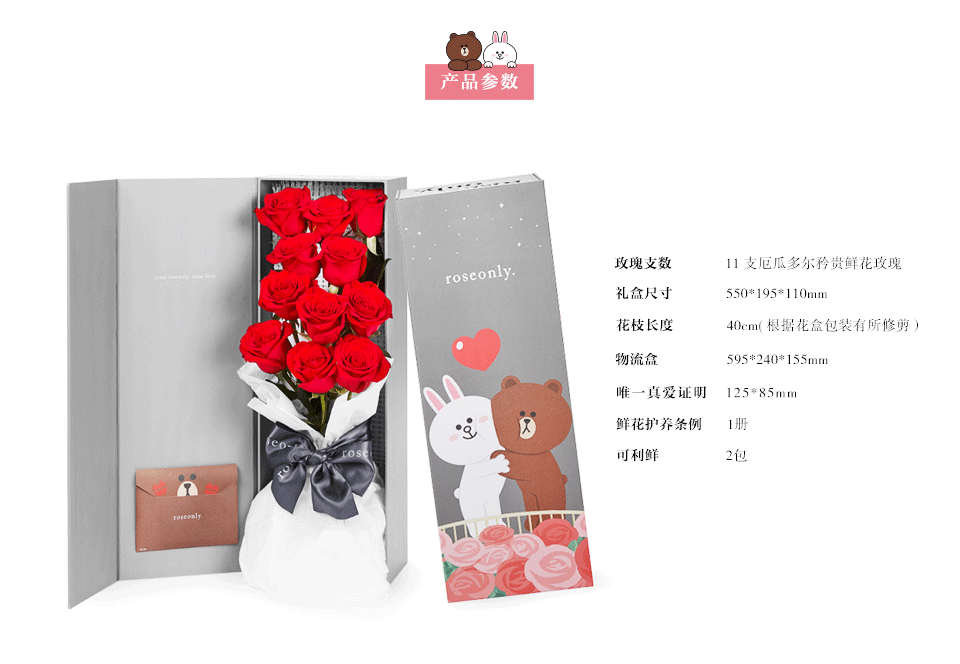 产品参数
roseonly.
玫瑰支数 11 支厄瓜多尔矜贵鲜花玫瑰
礼盒尺寸 550*195*110mm
花枝长度 40cm( 根据花盒包装有所修剪 )
物流盒 595*240*155mm
唯一真爱证明 125*85mm
鲜花护养条例 1册
可利鲜 2包
rose
roseonly.